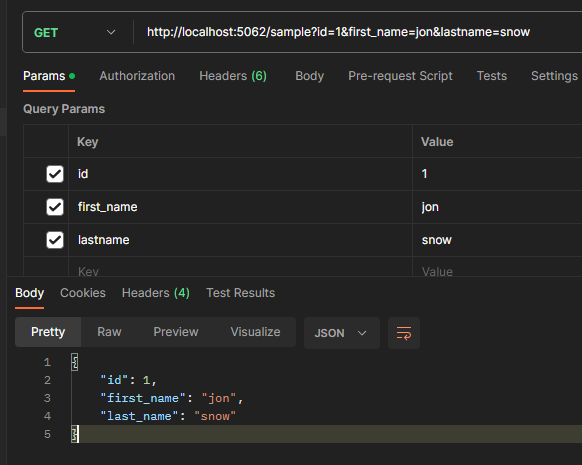 GET http://localhost:5062/sample?id=1&first_name=jon&lastname=snow
Params Authorization Headers (6) Body Pre-request Script Tests Settings
Query Params
Key Value
id 1
first_name jon
lastname snow
Key Value
Body Cookies Headers (4) Test Results
Pretty Raw Preview Visualize JSON
1 {
2 "id": 1,
3 "first_name": "jon",
4 "last_name": "snow"
5 }